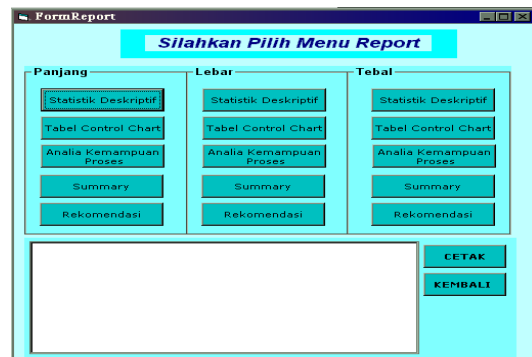 FormReport
Silahkan Pilih Menu Report
Panjang
Statistik Deskriptif
Tabel Control Chart
Analia Kemampuan
Proses
Summary
Rekomendasi
Lebar
Statistik Deskriptif
Tabel Control Chart
Analia Kemampuan
Proses
Summary
Rekomendasi
Tebal
Statistik Deskriptif
Tabel Control Chart
Analia Kemampuan
Proses
Summary
Rekomendasi
CETAK
KEMBALI